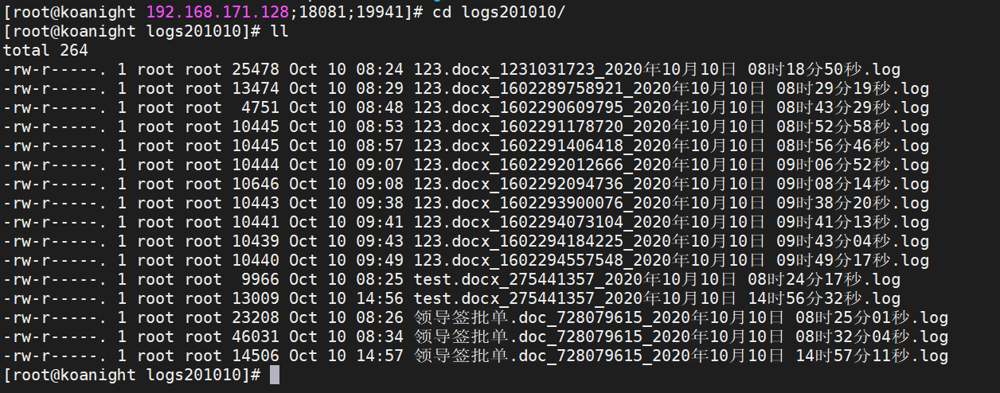 [root@koanight 192.168.171.128;18081;19941]# cd logs201010/
[root@koanight logs201010]# ll
total 264
-rw-r-----. 1 root root 25478 Oct 10 08:24 123.docx_1231031723_2020年10月10日 08时18分50秒.log
-rw-r-----. 1 root root 13474 Oct 10 08:29 123.docx_1602289758921_2020年10月10日 08时29分19秒.log
-rw-r-----. 1 root root  4751 Oct 10 08:48 123.docx_1602290609795_2020年10月10日 08时43分29秒.log
-rw-r-----. 1 root root 10445 Oct 10 08:53 123.docx_1602291178720_2020年10月10日 08时52分58秒.log
-rw-r-----. 1 root root 10445 Oct 10 08:57 123.docx_1602291406418_2020年10月10日 08时56分46秒.log
-rw-r-----. 1 root root 10444 Oct 10 09:07 123.docx_1602292012666_2020年10月10日 09时06分52秒.log
-rw-r-----. 1 root root 10646 Oct 10 09:08 123.docx_1602292094736_2020年10月10日 09时08分14秒.log
-rw-r-----. 1 root root 10443 Oct 10 09:38 123.docx_1602293900076_2020年10月10日 09时38分20秒.log
-rw-r-----. 1 root root 10441 Oct 10 09:41 123.docx_1602294073104_2020年10月10日 09时41分13秒.log
-rw-r-----. 1 root root 10439 Oct 10 09:43 123.docx_1602294184225_2020年10月10日 09时43分04秒.log
-rw-r-----. 1 root root 10440 Oct 10 09:49 123.docx_1602294557548_2020年10月10日 09时49分17秒.log
-rw-r-----. 1 root root  9966 Oct 10 08:25 test.docx_275441357_2020年10月10日 08时24分17秒.log
-rw-r-----. 1 root root 13009 Oct 10 14:56 test.docx_275441357_2020年10月10日 14时56分32秒.log
-rw-r-----. 1 root root 23208 Oct 10 08:26 领导签批单.doc_728079615_2020年10月10日 08时25分01秒.log
-rw-r-----. 1 root root 46031 Oct 10 08:34 领导签批单.doc_728079615_2020年10月10日 08时32分04秒.log
-rw-r-----. 1 root root 14506 Oct 10 14:57 领导签批单.doc_728079615_2020年10月10日 14时57分11秒.log
[root@koanight logs201010]#